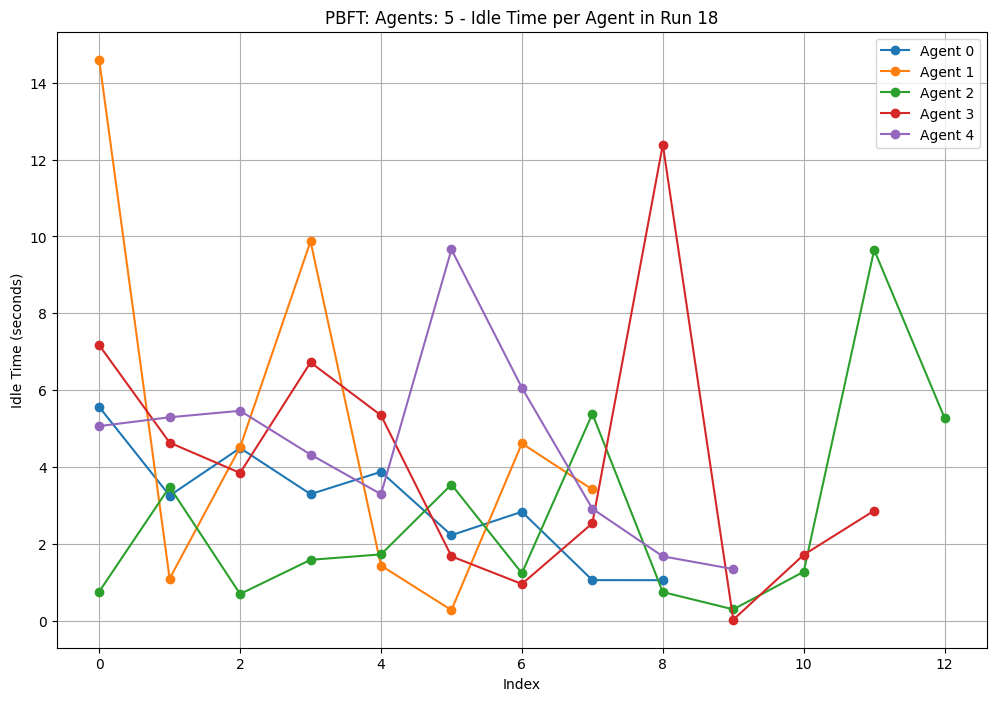 PBFT: Agents: 5 - Idle Time per Agent in Run 18
Agent 0
Agent 1
Agent 2
Agent 3
Agent 4
Idle Time (seconds)
14
12
10
8
6
4
2
0
0 2 4 6 8 10 12
Index